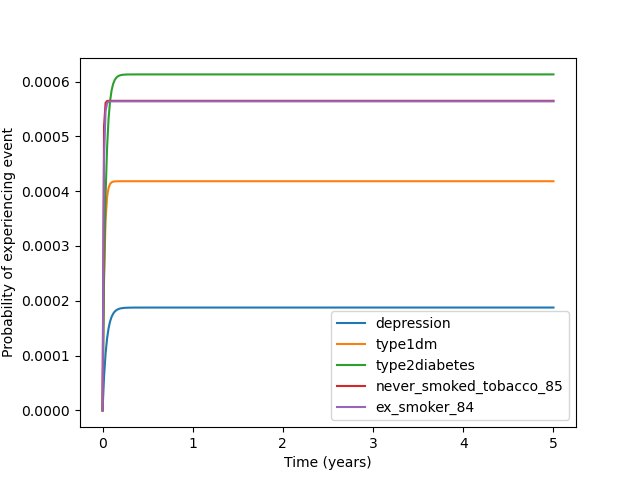 0.0006
0.0005
0.0004
0.0003
0.0002
0.0001
0.0000
Probability of experiencing event
0 1 2 3 4 5
Time (years)
depression
type1dm
type2diabetes
never_smoked_tobacco_85
ex_smoker_84